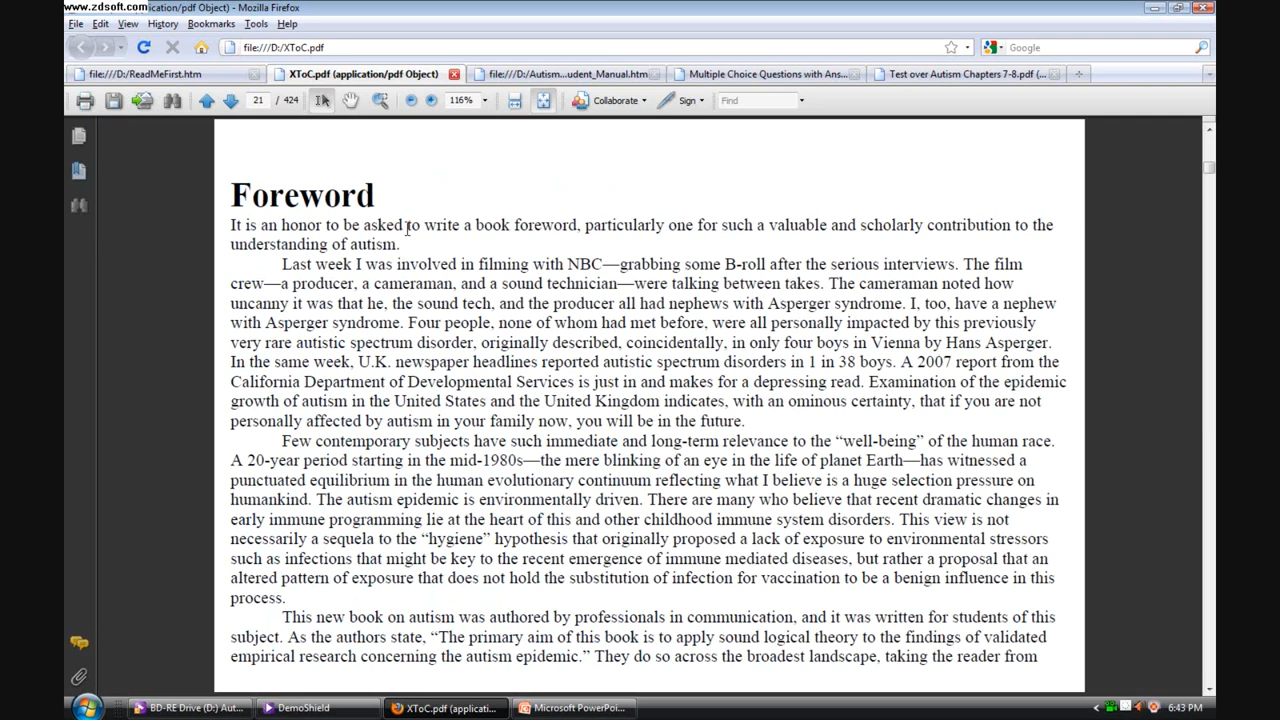 www.zdsoft.com
ication/pdf Object) - Mozilla Firefox
File Edit View History Bookmarks Tools Help
file:///D:/XToC.pdf
Google
file:///D:/ReadMeFirst.htm
XToC.pdf (application/pdf Object)
file:///D:/Autism...udent_Manual.htm
Multiple Choice Questions with Ans...
Test over Autism Chapters 7-8.pdf (...
21 / 424
116%
Collaborate
Sign
Find
Foreword
It is an honor to be asked to write a book foreword, particularly one for such a valuable and scholarly contribution to the
understanding of autism.
Last week I was involved in filming with NBC—grabbing some B-roll after the serious interviews. The film
crew—a producer, a cameraman, and a sound technician—were talking between takes. The cameraman noted how
uncanny it was that he, the sound tech, and the producer all had nephews with Asperger syndrome. I, too, have a nephew
with Asperger syndrome. Four people, none of whom had met before, were all personally impacted by this previously
very rare autistic spectrum disorder, originally described, coincidentally, in only four boys in Vienna by Hans Asperger.
In the same week, U.K. newspaper headlines reported autistic spectrum disorders in 1 in 38 boys. A 2007 report from the
California Department of Developmental Services is just in and makes for a depressing read. Examination of the epidemic
growth of autism in the United States and the United Kingdom indicates, with an ominous certainty, that if you are not
personally affected by autism in your family now, you will be in the future.
Few contemporary subjects have such immediate and long-term relevance to the “well-being” of the human race.
A 20-year period starting in the mid-1980s—the mere blinking of an eye in the life of planet Earth—has witnessed a
punctuated equilibrium in the human evolutionary continuum reflecting what I believe is a huge selection pressure on
humankind. The autism epidemic is environmentally driven. There are many who believe that recent dramatic changes in
early immune programming lie at the heart of this and other childhood immune system disorders. This view is not
necessarily a sequela to the “hygiene” hypothesis that originally proposed a lack of exposure to environmental stressors
such as infections that might be key to the recent emergence of immune mediated diseases, but rather a proposal that an
altered pattern of exposure that does not hold the substitution of infection for vaccination to be a benign influence in this
process.
This new book on autism was authored by professionals in communication, and it was written for students of this
subject. As the authors state, “The primary aim of this book is to apply sound logical theory to the findings of validated
empirical research concerning the autism epidemic.” They do so across the broadest landscape, taking the reader from
BD-RE Drive (D:) Aut...
DemoShield
XToC.pdf (applicati...
Microsoft PowerPoi...
6:43 PM